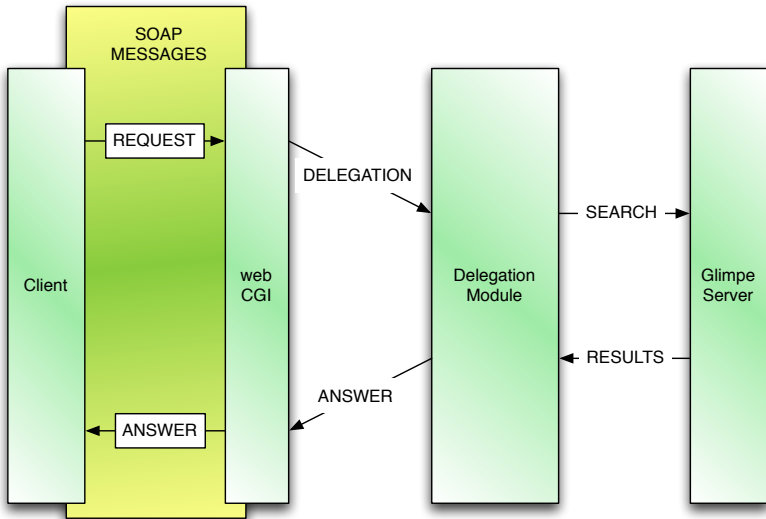 SOAP
MESSAGES
REQUEST
DELEGATION
SEARCH
Client
web
CGI
Delegation
Module
Glimpe
Server
RESULTS
ANSWER
ANSWER